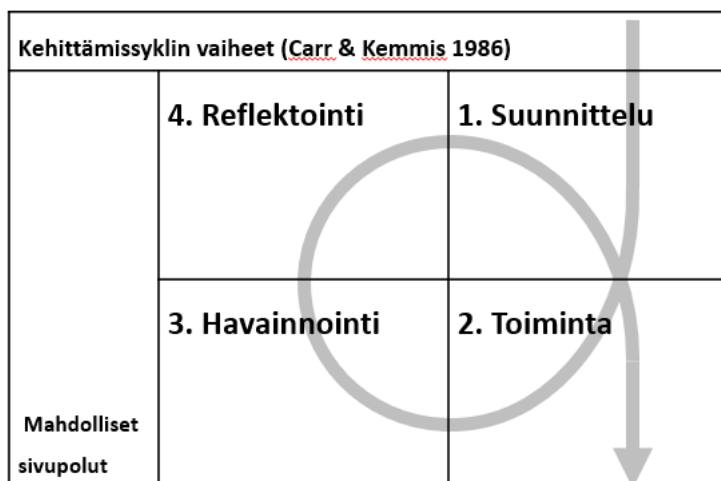 Kehittämissyklin vaiheet (Carr & Kemmis 1986)
4. Reflektointi
1. Suunnittelu
3. Havainnointi
2. Toiminta
Mahdolliset
sivupolut